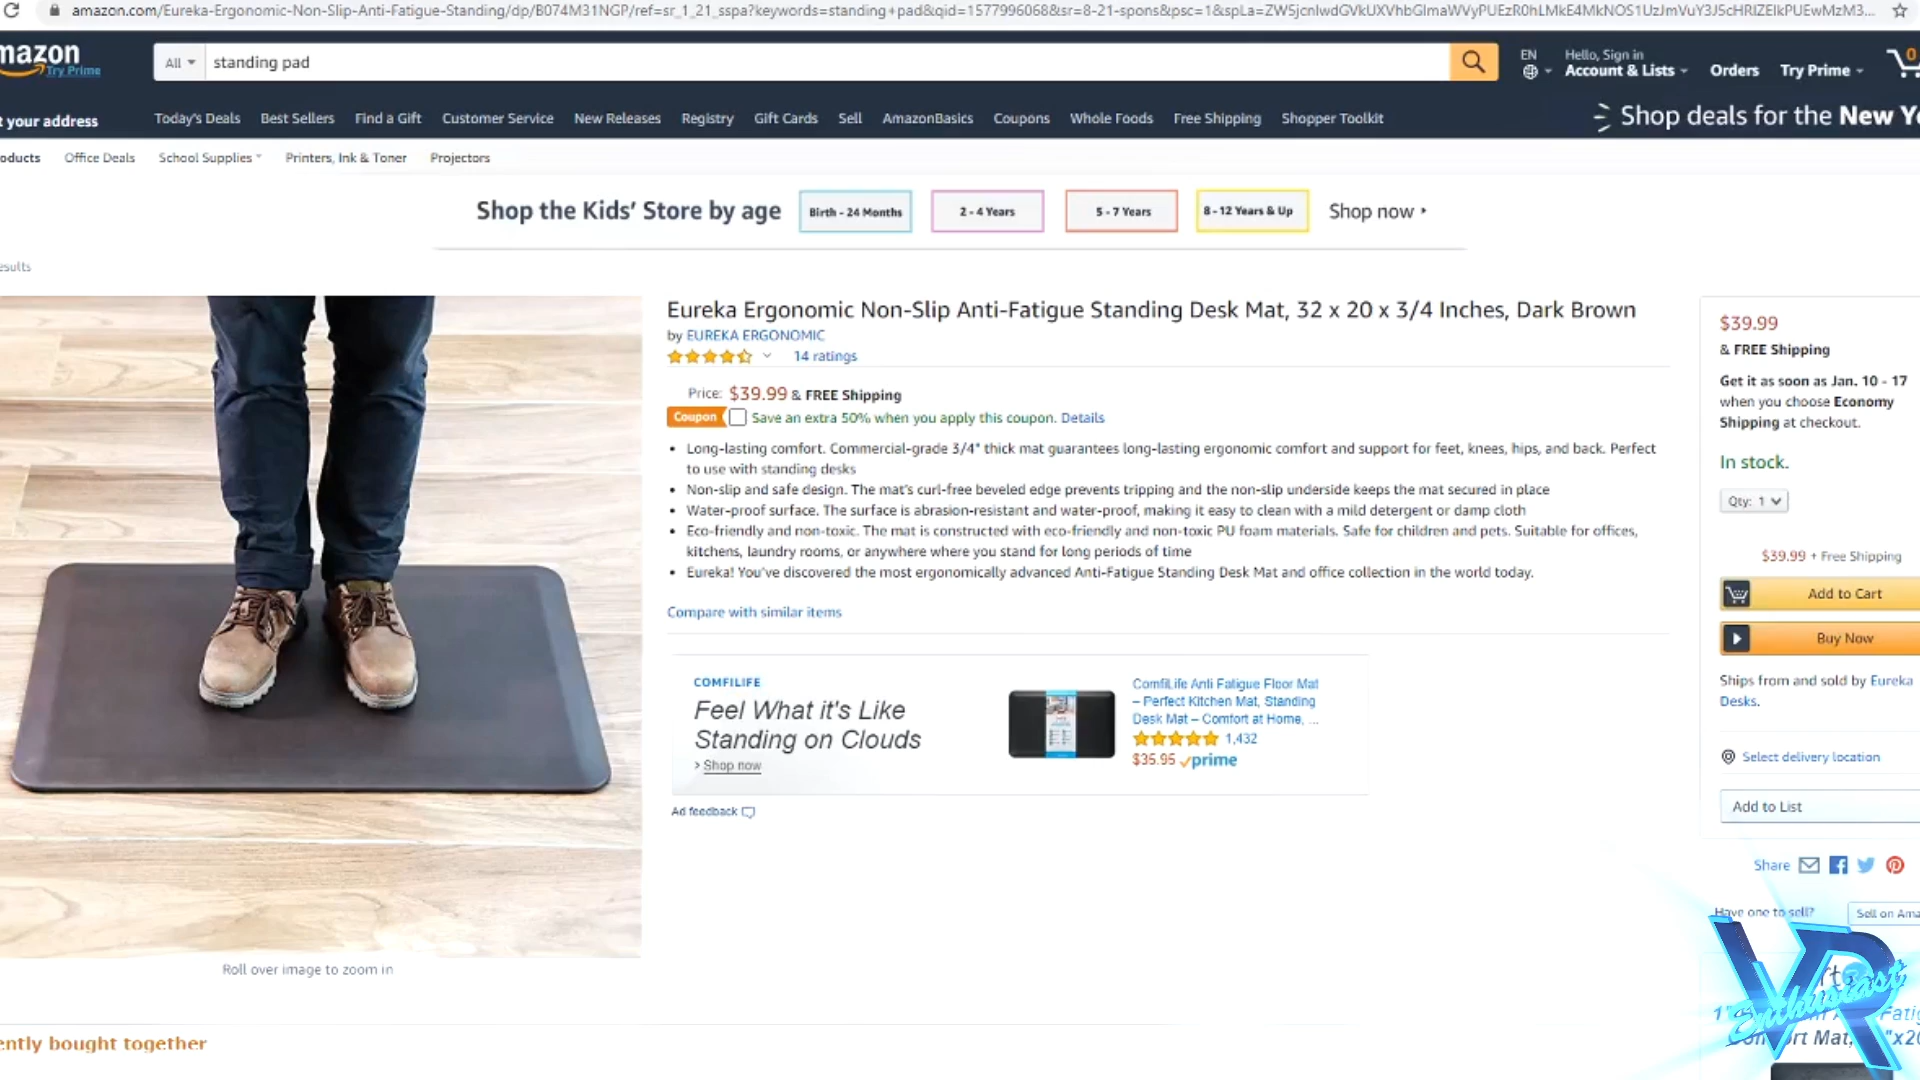 amazon.com/Eureka-Ergonomic-Non-Slip-Anti-Fatigue-Standing/dp/B074M31NGP/ref=sr_1_21_sspa?keywords=standing+pad&qid=1577996068&sr=8-21-spons&psc=1&spLa=
mazon
Try Prime
All
standing pad
EN
Hello, Sign in
Account & Lists
Orders
Try Prime
0
t your address
Today's Deals Best Sellers Find a Gift Customer Service New Releases Registry Gift Cards Sell AmazonBasics Coupons Whole Foods Free Shipping Shopper Toolkit
Shop deals for the New Ye
oducts Office Deals School Supplies Printers, Ink & Toner Projectors
Shop the Kids' Store by age
Birth - 24 Months
2 - 4 Years
5 - 7 Years
8 - 12 Years & Up
Shop now
esults
Eureka Ergonomic Non-Slip Anti-Fatigue Standing Desk Mat, 32 x 20 x 3/4 Inches, Dark Brown
by EUREKA ERGONOMIC
14 ratings
Price: $39.99 & FREE Shipping
Coupon Save an extra 50% when you apply this coupon. Details
• Long-lasting comfort. Commercial-grade 3/4" thick mat guarantees long-lasting ergonomic comfort and support for feet, knees, hips, and back. Perfect
to use with standing desks
• Non-slip and safe design. The mat's curl-free beveled edge prevents tripping and the non-slip underside keeps the mat secured in place
• Water-proof surface. The surface is abrasion-resistant and water-proof, making it easy to clean with a mild detergent or damp cloth
• Eco-friendly and non-toxic. The mat is constructed with eco-friendly and non-toxic PU foam materials. Safe for children and pets. Suitable for offices,
kitchens, laundry rooms, or anywhere where you stand for long periods of time
• Eureka! You've discovered the most ergonomically advanced Anti-Fatigue Standing Desk Mat and office collection in the world today.
Compare with similar items
COMFILIFE
Feel What it's Like
Standing on Clouds
> Shop now
ComfiLife Anti Fatigue Floor Mat
– Perfect Kitchen Mat, Standing
Desk Mat – Comfort at Home, ...
1,432
$35.95 prime
Ad feedback
$39.99
& FREE Shipping
Get it as soon as Jan. 10 - 17
when you choose Economy
Shipping at checkout.
In stock.
Qty: 1
$39.99 + Free Shipping
Add to Cart
Buy Now
Ships from and sold by Eureka
Desks.
Select delivery location
Add to List
Share
Have one to sell?
Sell on Ama
Roll over image to zoom in
ently bought together
VR
Enthusiast
Fatig
ort Mat,
"x20